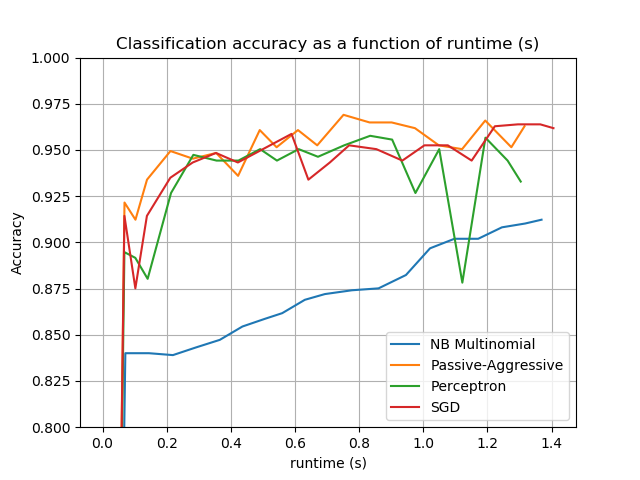 Classification accuracy as a function of runtime (s)
1.000
0.975
0.950
0.925
0.900
0.875
0.850
0.825
0.800
Accuracy
NB Multinomial
Passive-Aggressive
Perceptron
SGD
0.0 0.2 0.4 0.6 0.8 1.0 1.2 1.4
runtime (s)